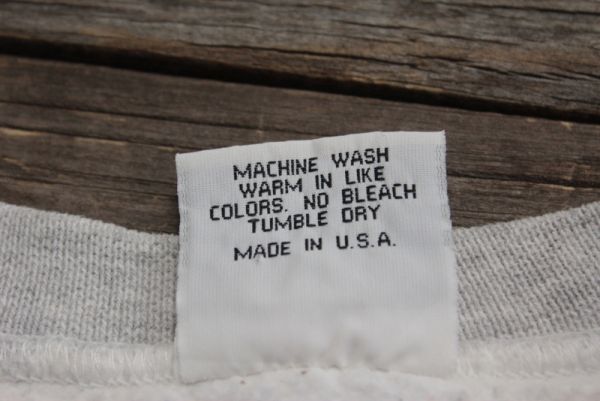 MACHINE WASH
WARM IN LIKE
COLORS. NO BLEACH
TUMBLE DRY
MADE IN U.S.A.